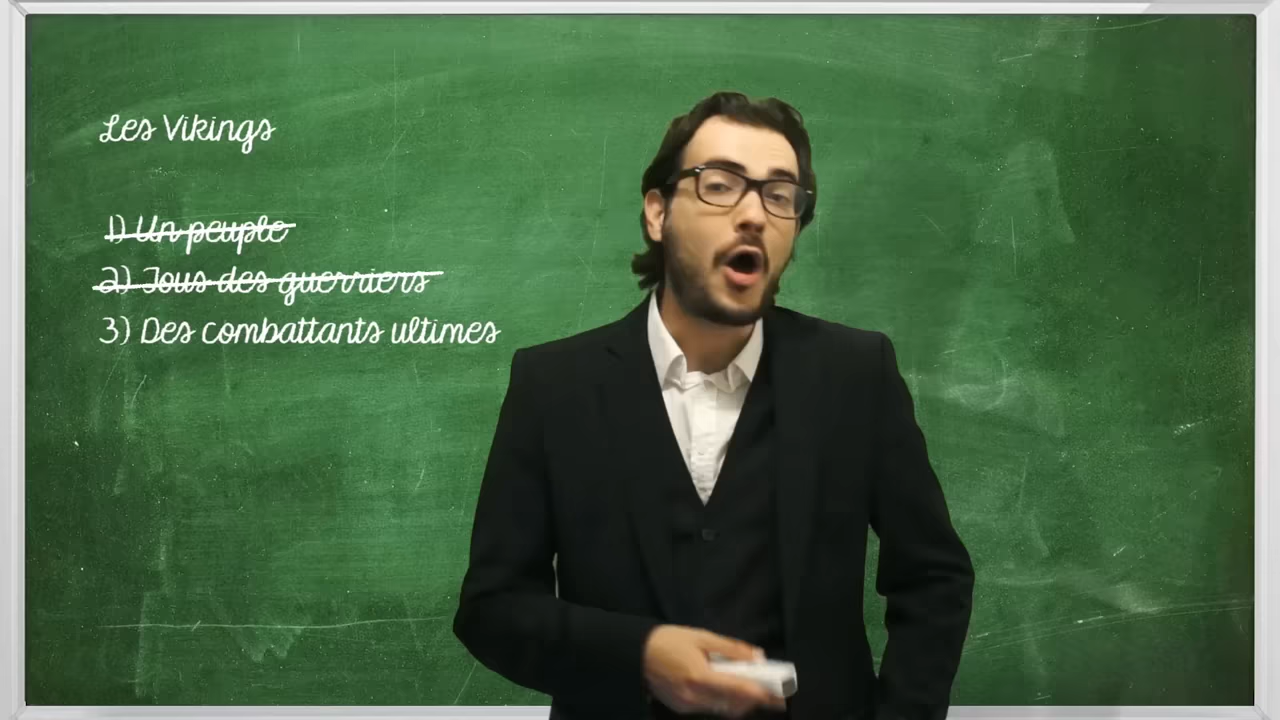 Les Vikings
1) Un peuple
2) Tous des guerriers
3) Des combattants ultimes